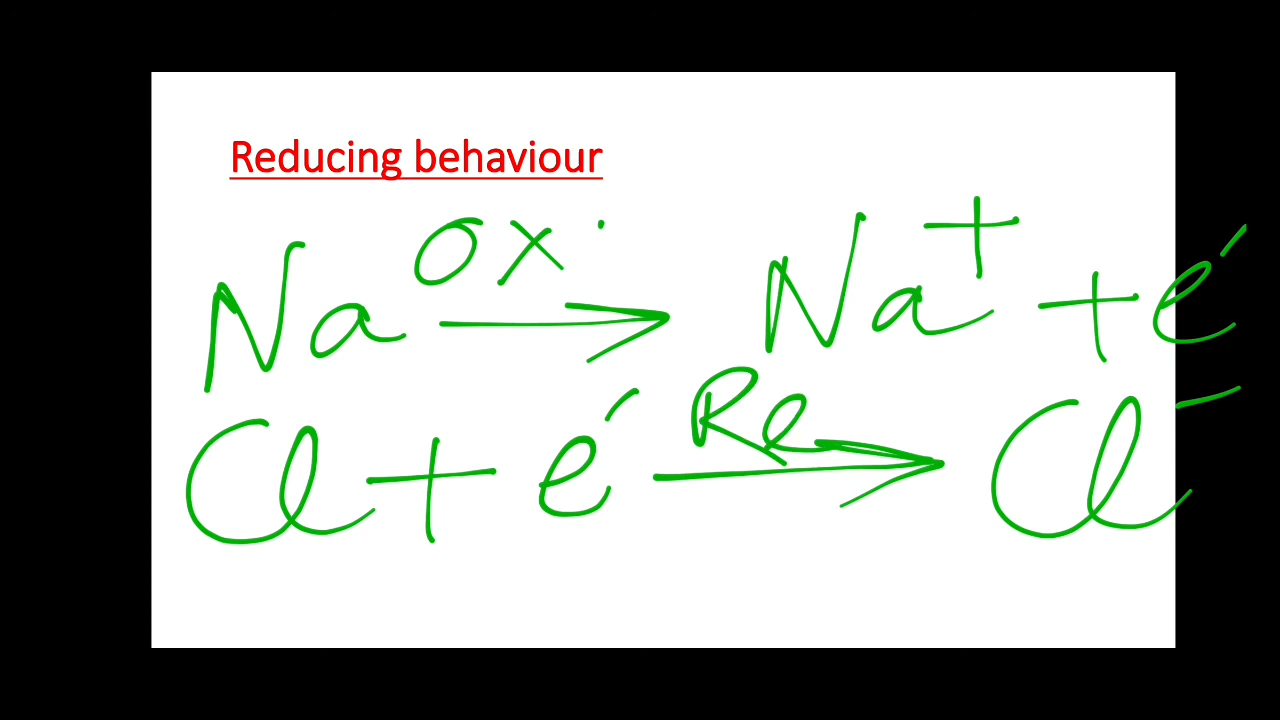 Reducing behaviour
Na Ox. → Na⁺ + e⁻
Cl + e⁻ Re → Cl⁻